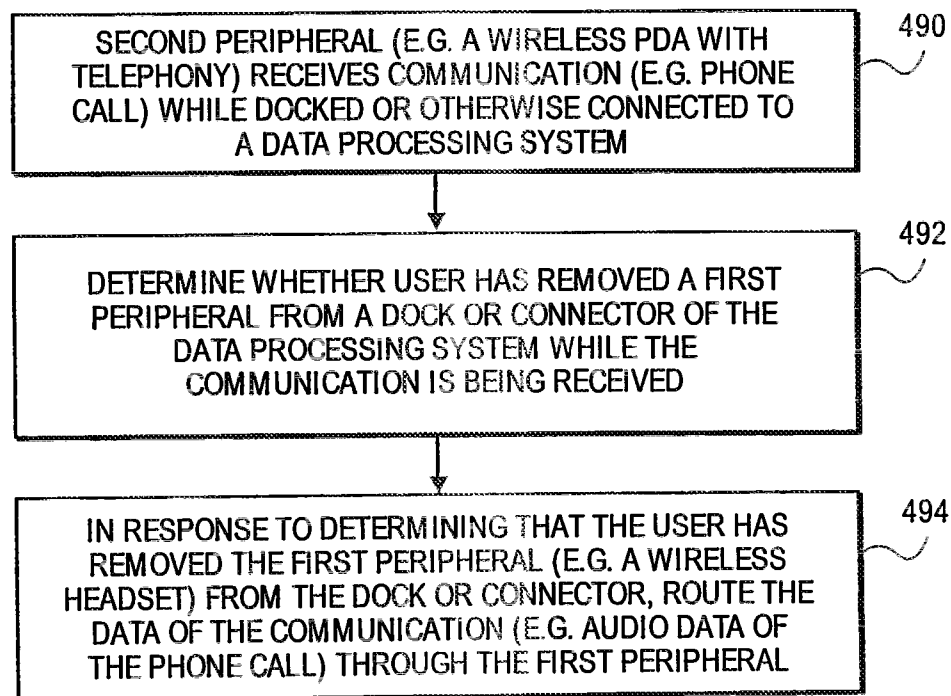 SECOND PERIPHERAL (E.G. A WIRELESS PDA WITH
TELEPHONY) RECEIVES COMMUNICATION (E.G. PHONE
CALL) WHILE DOCKED OR OTHERWISE CONNECTED TO
A DATA PROCESSING SYSTEM
490
DETERMINE WHETHER USER HAS REMOVED A FIRST
PERIPHERAL FROM A DOCK OR CONNECTOR OF THE
DATA PROCESSING SYSTEM WHILE THE
COMMUNICATION IS BEING RECEIVED
492
IN RESPONSE TO DETERMINING THAT THE USER HAS
REMOVED THE FIRST PERIPHERAL (E.G. A WIRELESS
HEADSET) FROM THE DOCK OR CONNECTOR, ROUTE THE
DATA OF THE COMMUNICATION (E.G. AUDIO DATA OF
THE PHONE CALL) THROUGH THE FIRST PERIPHERAL
494